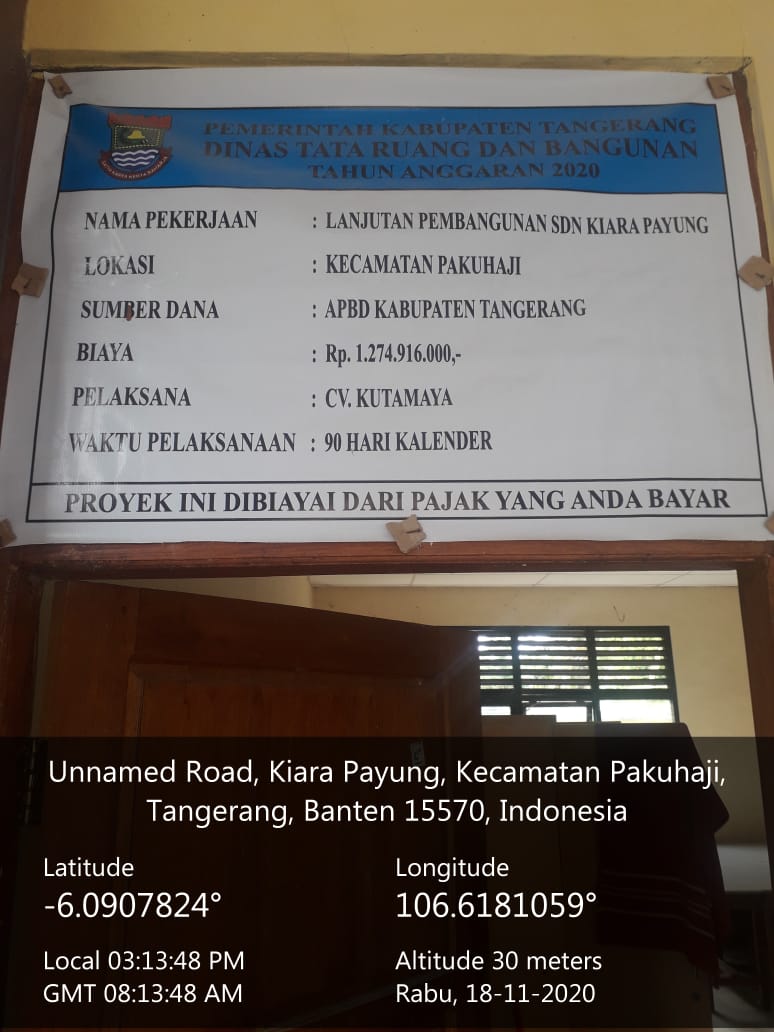 PEMERINTAH KABUPATEN TANGERANG
DINAS TATA RUANG DAN BANGUNAN
TAHUN ANGGARAN 2020
NAMA PEKERJAAN : LANJUTAN PEMBANGUNAN SDN KIARA PAYUNG
LOKASI : KECAMATAN PAKUHAJI
SUMBER DANA : APBD KABUPATEN TANGERANG
BIAYA : Rp. 1.274.916.000,-
PELAKSANA : CV. KUTAMAYA
WAKTU PELAKSANAAN : 90 HARI KALENDER
PROYEK INI DIBIAYAI DARI PAJAK YANG ANDA BAYAR
Unnamed Road, Kiara Payung, Kecamatan Pakuhaji,
Tangerang, Banten 15570, Indonesia
Latitude Longitude
-6.0907824° 106.6181059°
Local 03:13:48 PM Altitude 30 meters
GMT 08:13:48 AM Rabu, 18-11-2020